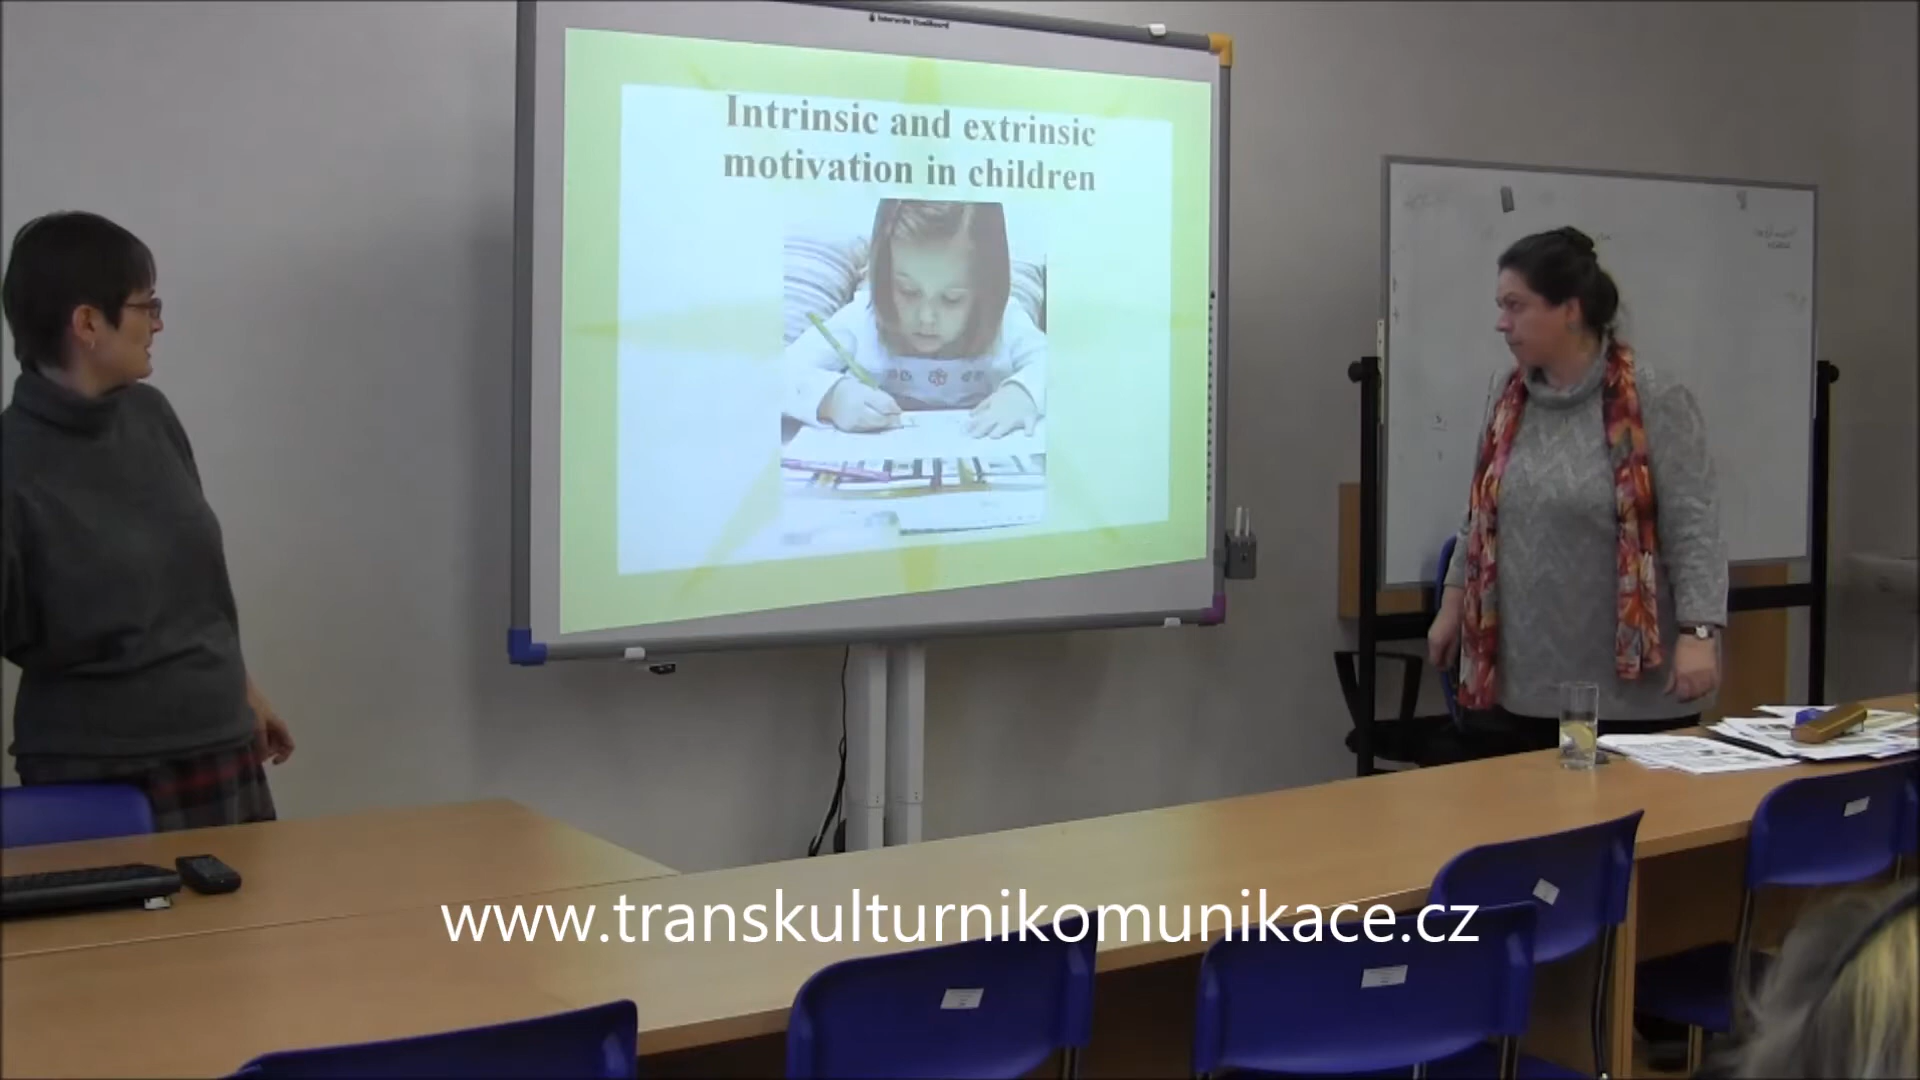 Intrinsic and extrinsic
motivation in children
www.transkulturnikomunikace.cz